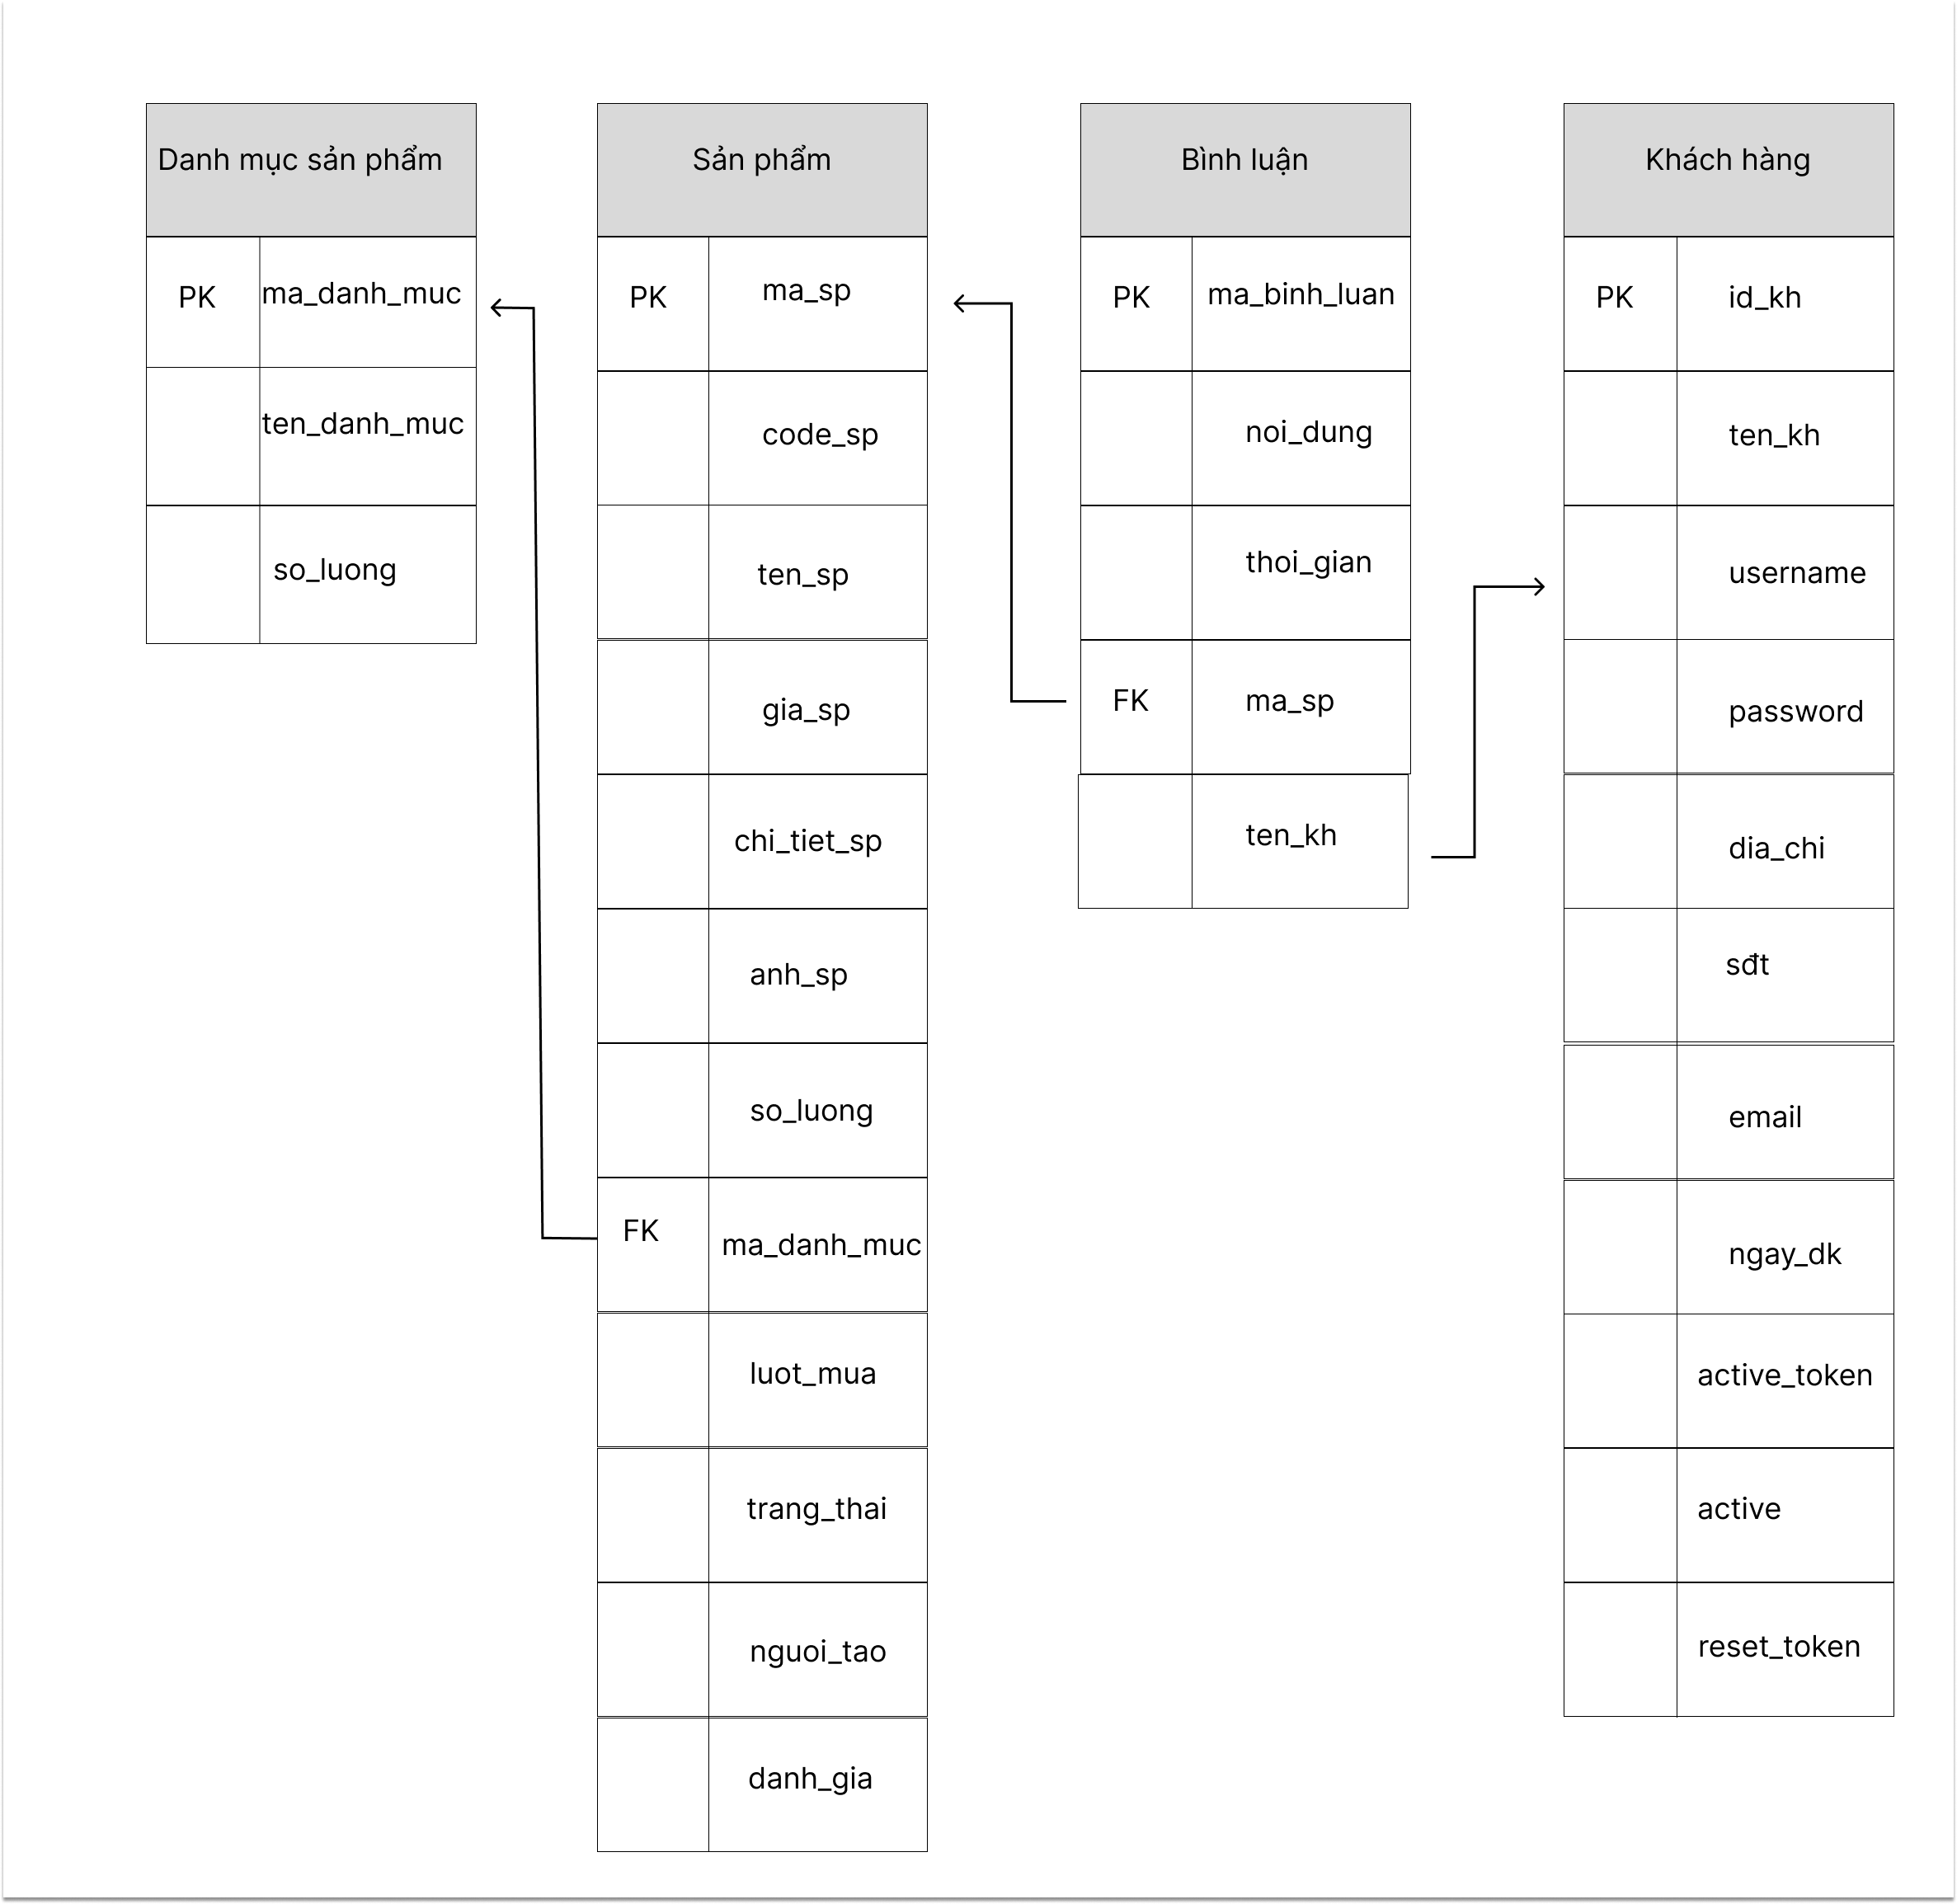 Danh mục sản phẩm
PK
ma_danh_muc
ten_danh_muc
so_luong
Sản phẩm
PK
ma_sp
code_sp
ten_sp
gia_sp
chi_tiet_sp
anh_sp
so_luong
FK
ma_danh_muc
luot_mua
trang_thai
nguoi_tao
danh_gia
Bình luận
PK
ma_binh_luan
noi_dung
thoi_gian
FK
ma_sp
ten_kh
Khách hàng
PK
id_kh
ten_kh
username
password
dia_chi
sđt
email
ngay_dk
active_token
active
reset_token